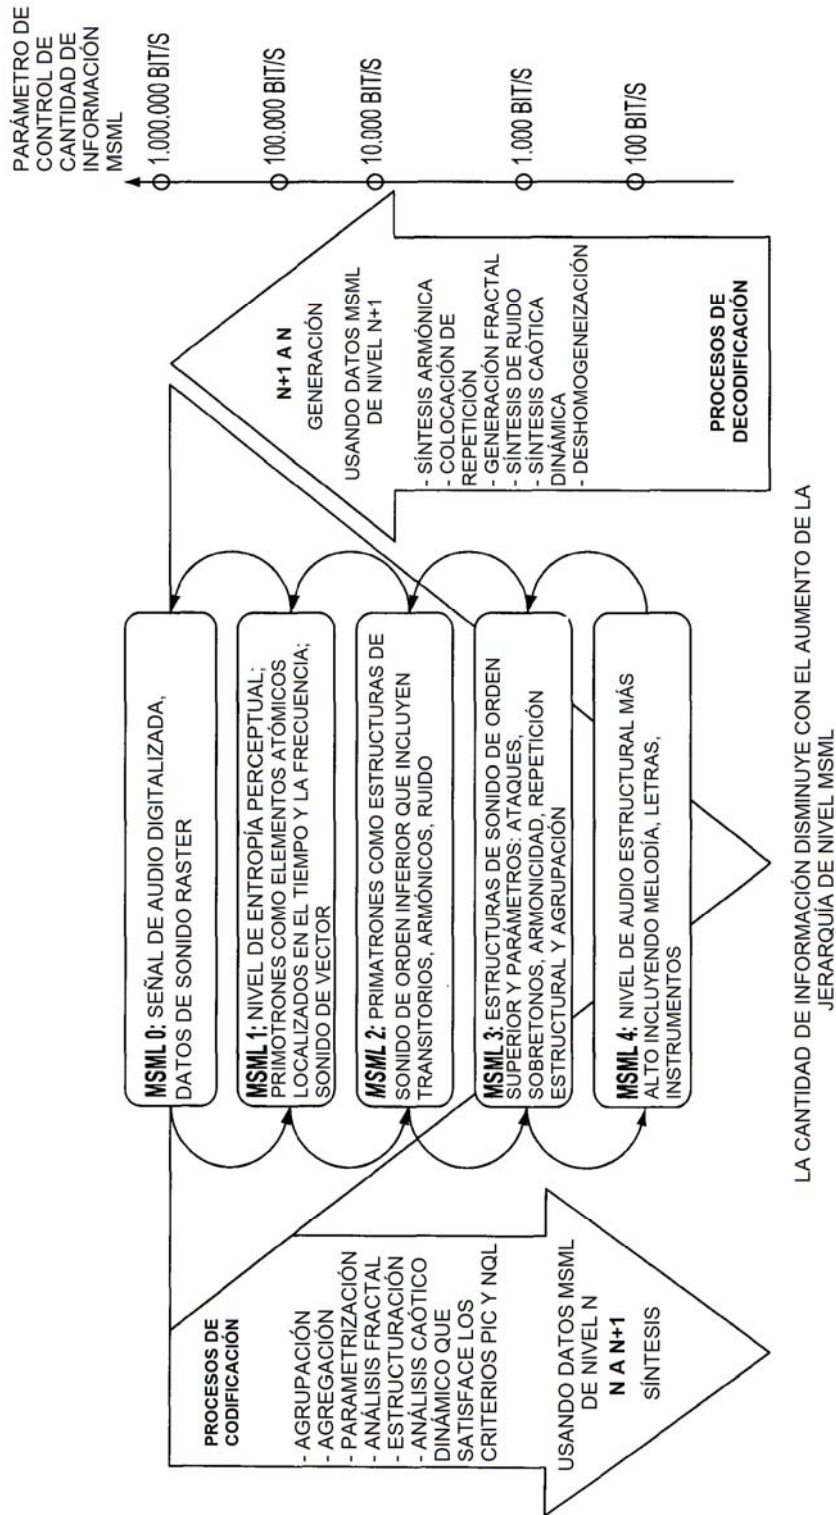 PROCESOS DE
CODIFICACIÓN
- AGRUPACIÓN
- AGREGACIÓN
- PARAMETRIZACIÓN
- ANÁLISIS FRACTAL
- ESTRUCTURACIÓN
- ANÁLISIS CAÓTICO
DINÁMICO QUE
SATISFACE LOS
CRITERIOS PIC Y NQL
USANDO DATOS MSML
DE NIVEL N
N A N+1
SÍNTESIS
MSML 0: SEÑAL DE AUDIO DIGITALIZADA,
DATOS DE SONIDO RASTER
MSML 1: NIVEL DE ENTROPÍA PERCEPTUAL;
PRIMOTRONES COMO ELEMENTOS ATÓMICOS
LOCALIZADOS EN EL TIEMPO Y LA FRECUENCIA;
SONIDO DE VECTOR
MSML 2: PRIMATRONES COMO ESTRUCTURAS DE
SONIDO DE ORDEN INFERIOR QUE INCLUYEN
TRANSITORIOS, ARMÓNICOS, RUIDO
MSML 3: ESTRUCTURAS DE SONIDO DE ORDEN
SUPERIOR Y PARÁMETROS: ATAQUES,
SOBRETONOS, ARMONICIDAD, REPETICIÓN
ESTRUCTURAL Y AGRUPACIÓN
MSML 4: NIVEL DE AUDIO ESTRUCTURAL MÁS
ALTO INCLUYENDO MELODÍA, LETRAS,
INSTRUMENTOS
N+1 A N
GENERACIÓN
USANDO DATOS MSML
DE NIVEL N+1
- SÍNTESIS ARMÓNICA
- COLOCACIÓN DE
REPETICIÓN
- GENERACIÓN FRACTAL
- SÍNTESIS DE RUIDO
- SÍNTESIS CAÓTICA
DINÁMICA
- DESHOMOGENEIZACIÓN
PROCESOS DE
DECODIFICACIÓN
PARÁMETRO DE
CONTROL DE
CANTIDAD DE
INFORMACIÓN
MSML
1.000.000 BIT/S
100.000 BIT/S
10.000 BIT/S
1.000 BIT/S
100 BIT/S
LA CANTIDAD DE INFORMACIÓN DISMINUYE CON EL AUMENTO DE LA
JERARQUÍA DE NIVEL MSML